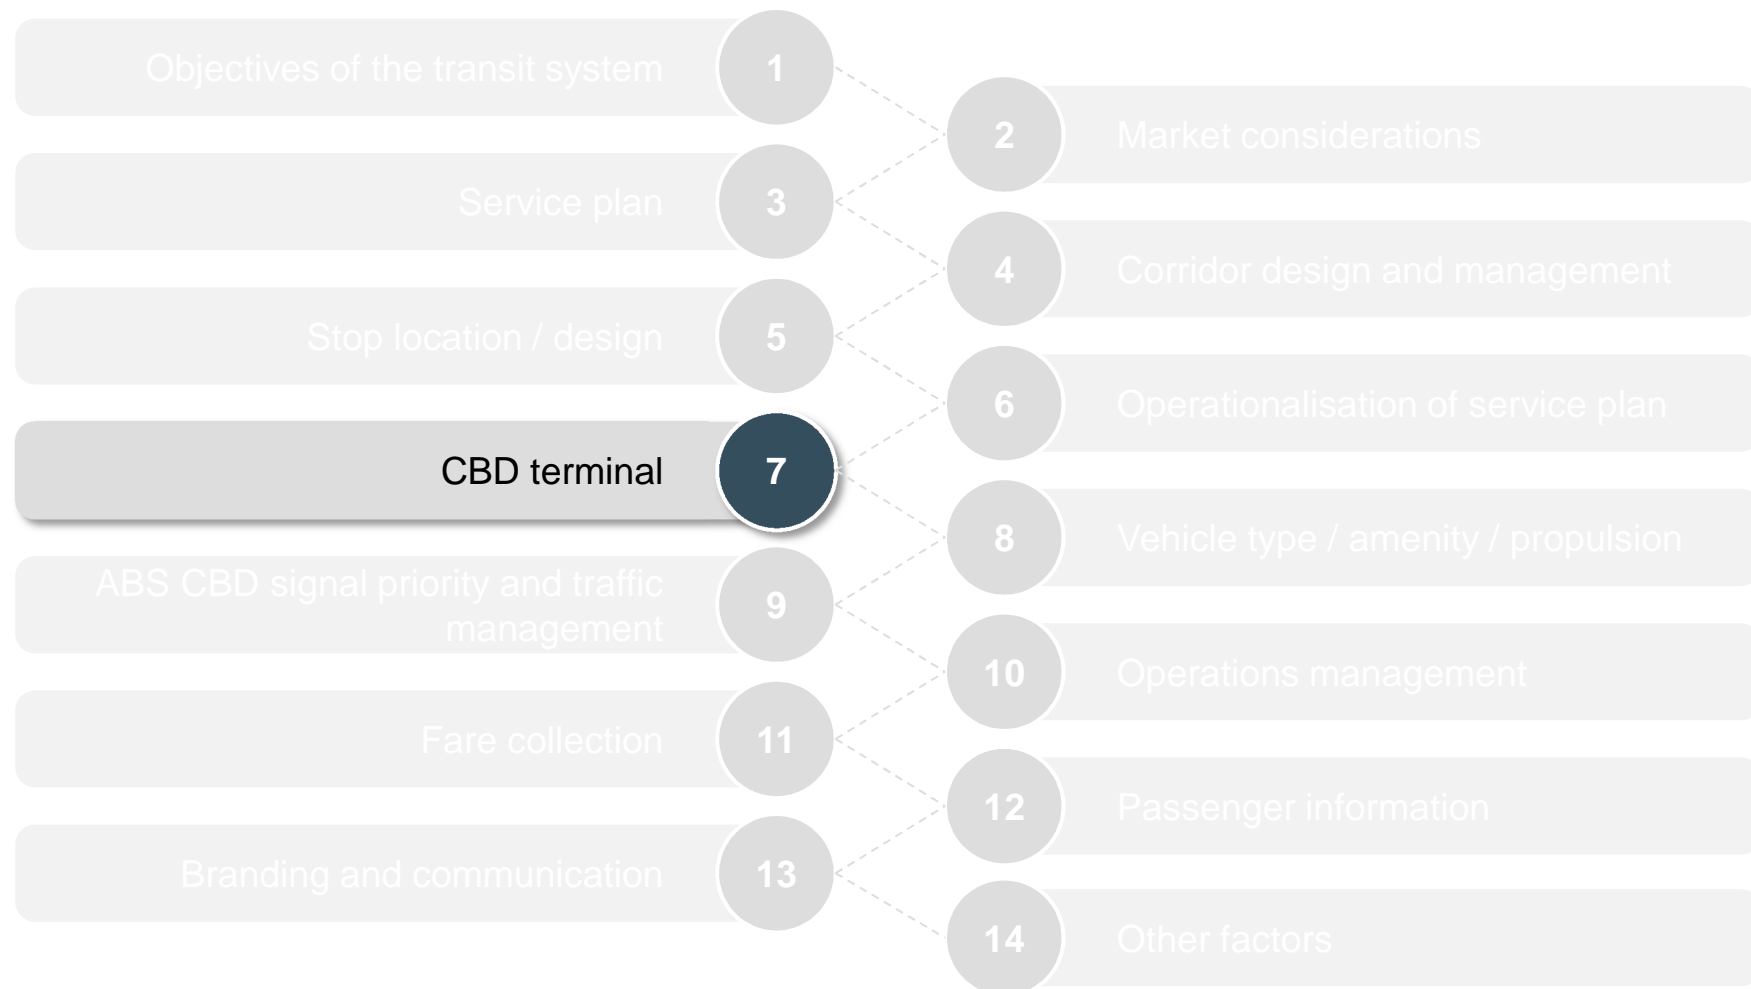 Objectives of the transit system 1
2 Market considerations
Service plan 3
4 Corridor design and management
Stop location / design 5
6 Operationalisation of service plan
CBD terminal 7
8 Vehicle type / amenity / propulsion
ABS CBD signal priority and traffic
management 9
10 Operations management
Fare collection 11
12 Passenger information
Branding and communication 13
14 Other factors